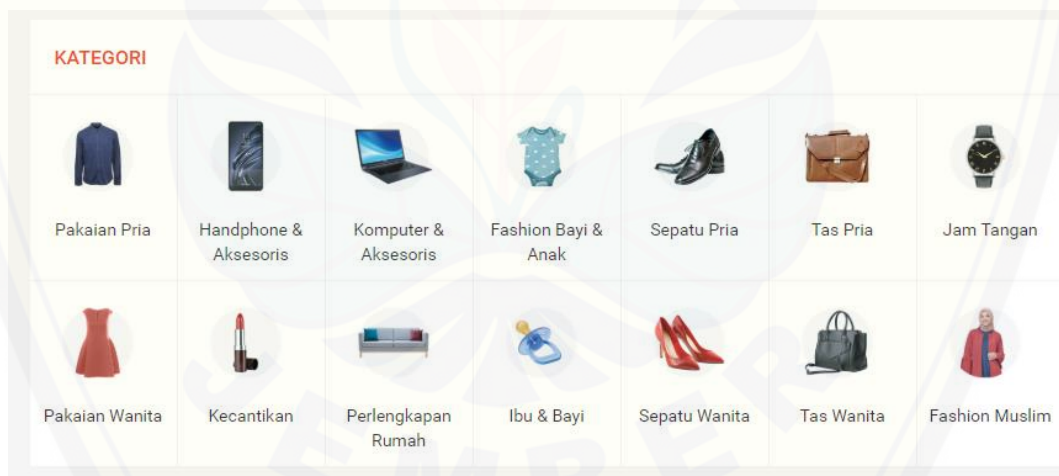 KATEGORI
Pakaian Pria
Handphone &
Aksesoris
Komputer &
Aksesoris
Fashion Bayi &
Anak
Sepatu Pria
Tas Pria
Jam Tangan
Pakaian Wanita
Kecantikan
Perlengkapan
Rumah
Ibu & Bayi
Sepatu Wanita
Tas Wanita
Fashion Muslim
JEMBER